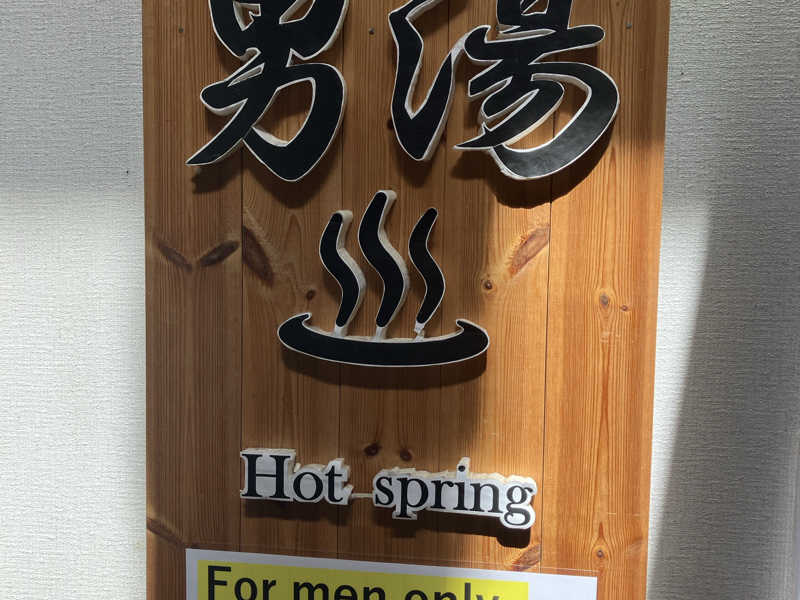 男湯
Hot spring
For men only